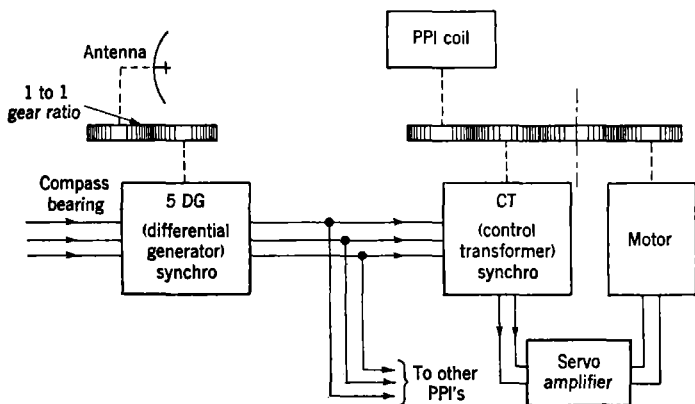 PPI coil
Antenna
1 to 1
gear ratio
Compass
bearing
5 DG
(differential
generator)
synchro
CT
(control
transformer)
synchro
Motor
To other
PPI's
Servo
amplifier